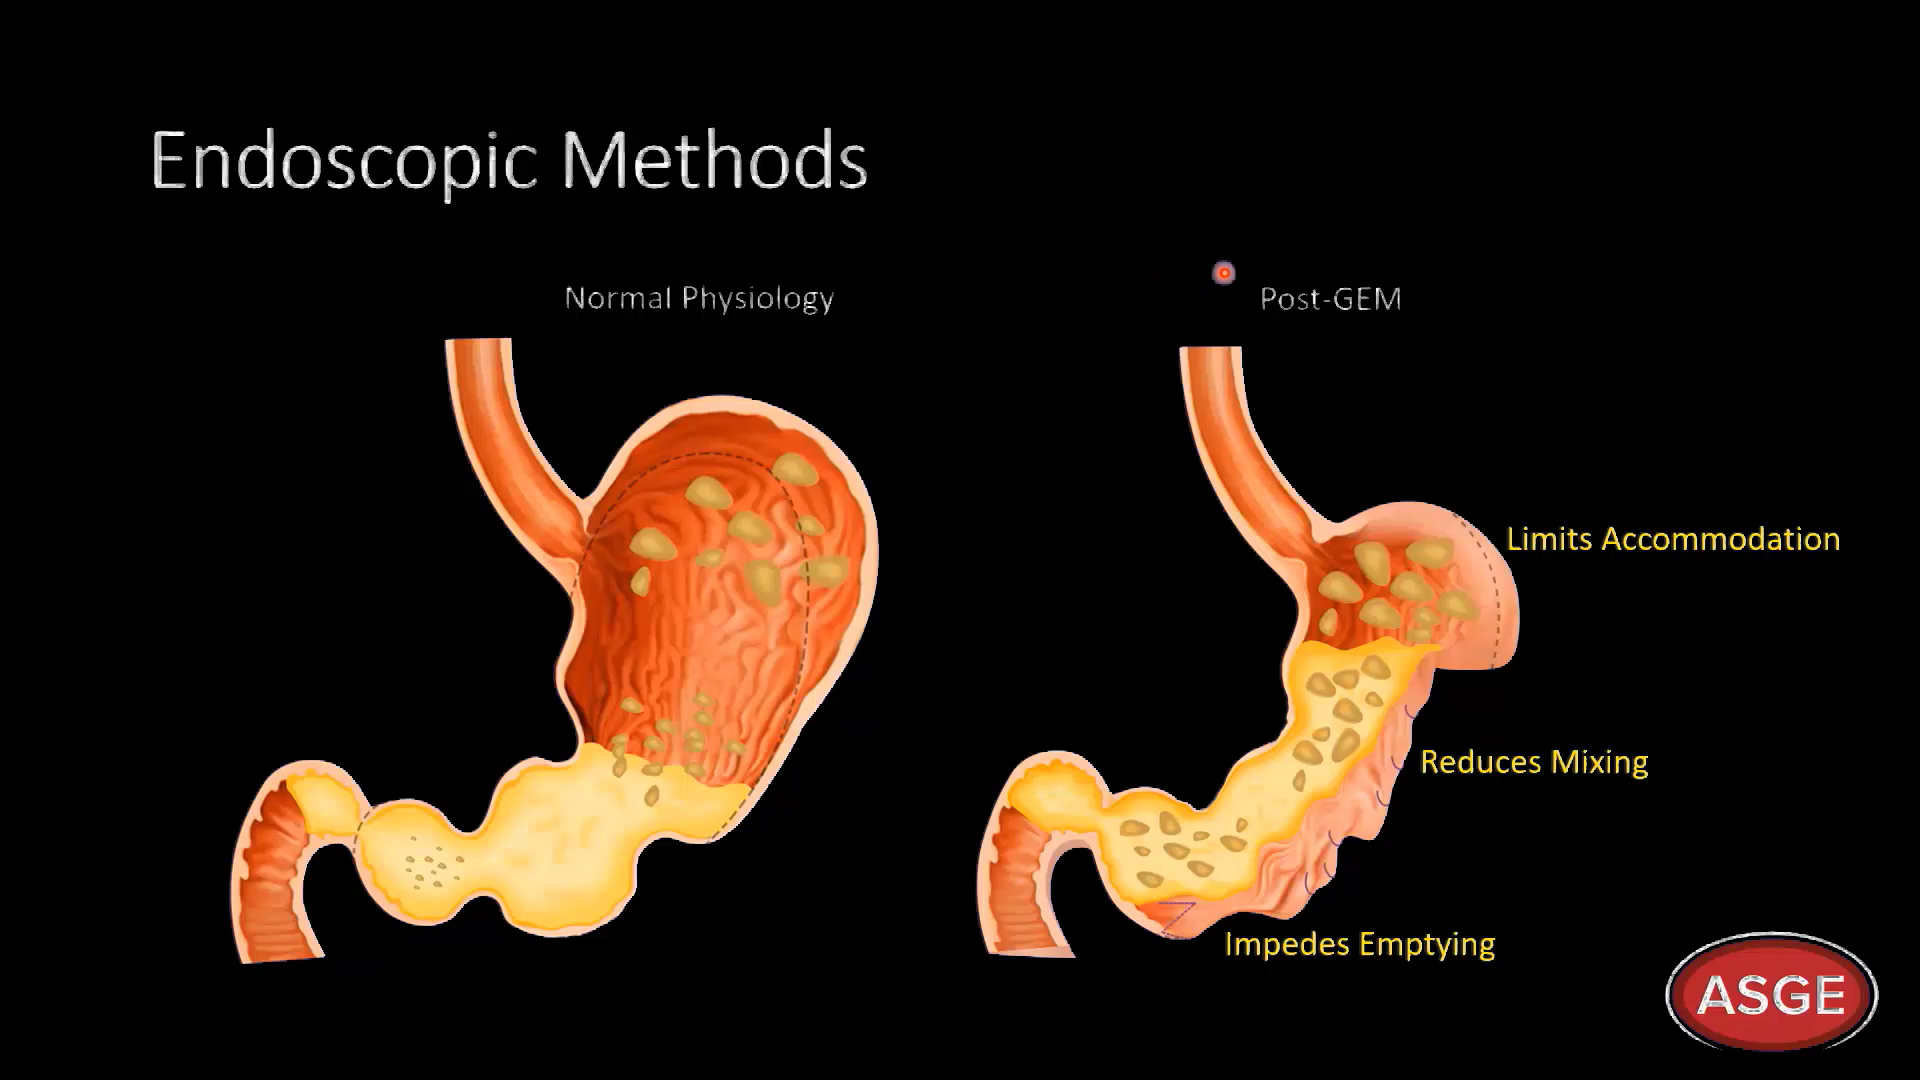 Endoscopic Methods
Normal Physiology
Post-GEM
Limits Accommodation
Reduces Mixing
Impedes Emptying
ASGE